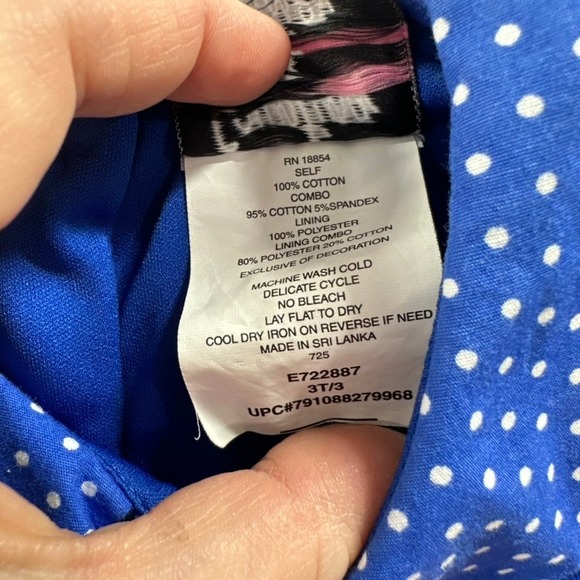 RN 18854
SELF
100% COTTON
COMBO
95% COTTON 5%SPANDEX
LINING
100% POLYESTER
LINING COMBO
80% POLYESTER 20% COTTON
EXCLUSIVE OF DECORATION
MACHINE WASH COLD
DELICATE CYCLE
NO BLEACH
LAY FLAT TO DRY
COOL DRY IRON ON REVERSE IF NEED
MADE IN SRI LANKA
725
E722887
3T/3
UPC#791088279968